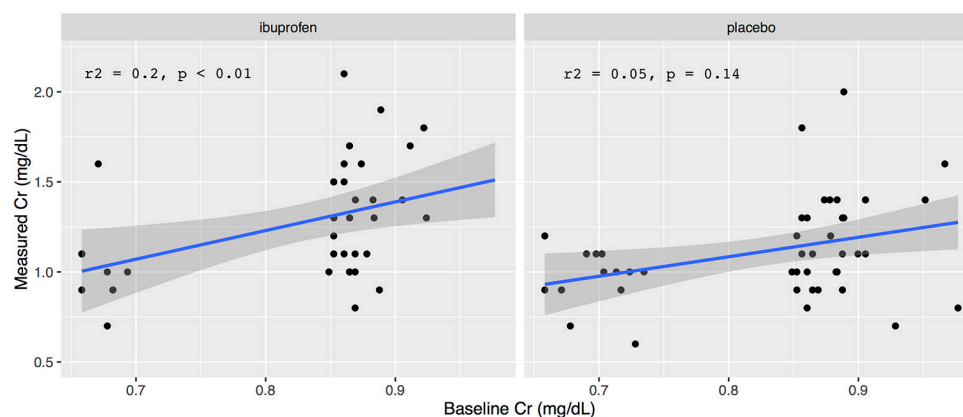 ibuprofen placebo
r2 = 0.2, p < 0.01 r2 = 0.05, p = 0.14
2.0
1.5
1.0
0.5
Measured Cr (mg/dL)
0.7 0.8 0.9 0.7 0.8 0.9
Baseline Cr (mg/dL)